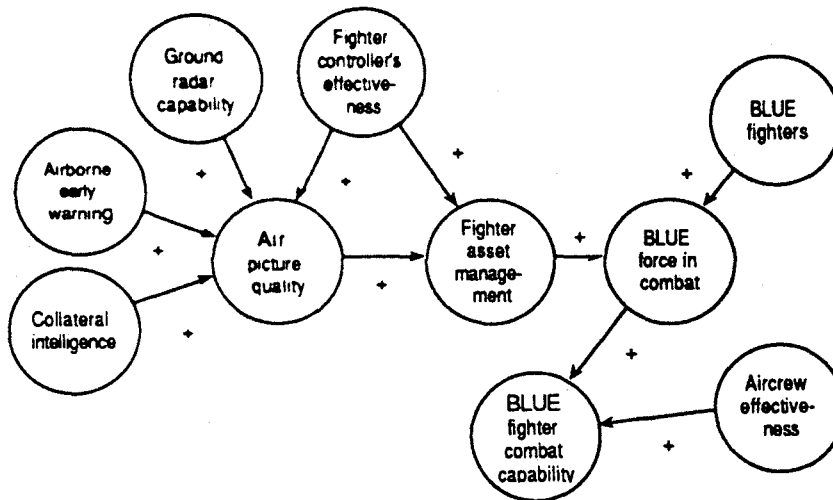 Ground
radar
capability
Fighter
controller's
effective-
ness
BLUE
fighters
Airborne
early
warning
+
+
+
+
Air
picture
quality
Fighter
asset
manage-
ment
+
BLUE
force in
combat
+
+
Collateral
intelligence
+
+
BLUE
fighter
combat
capability
Aircrew
effective-
ness
+